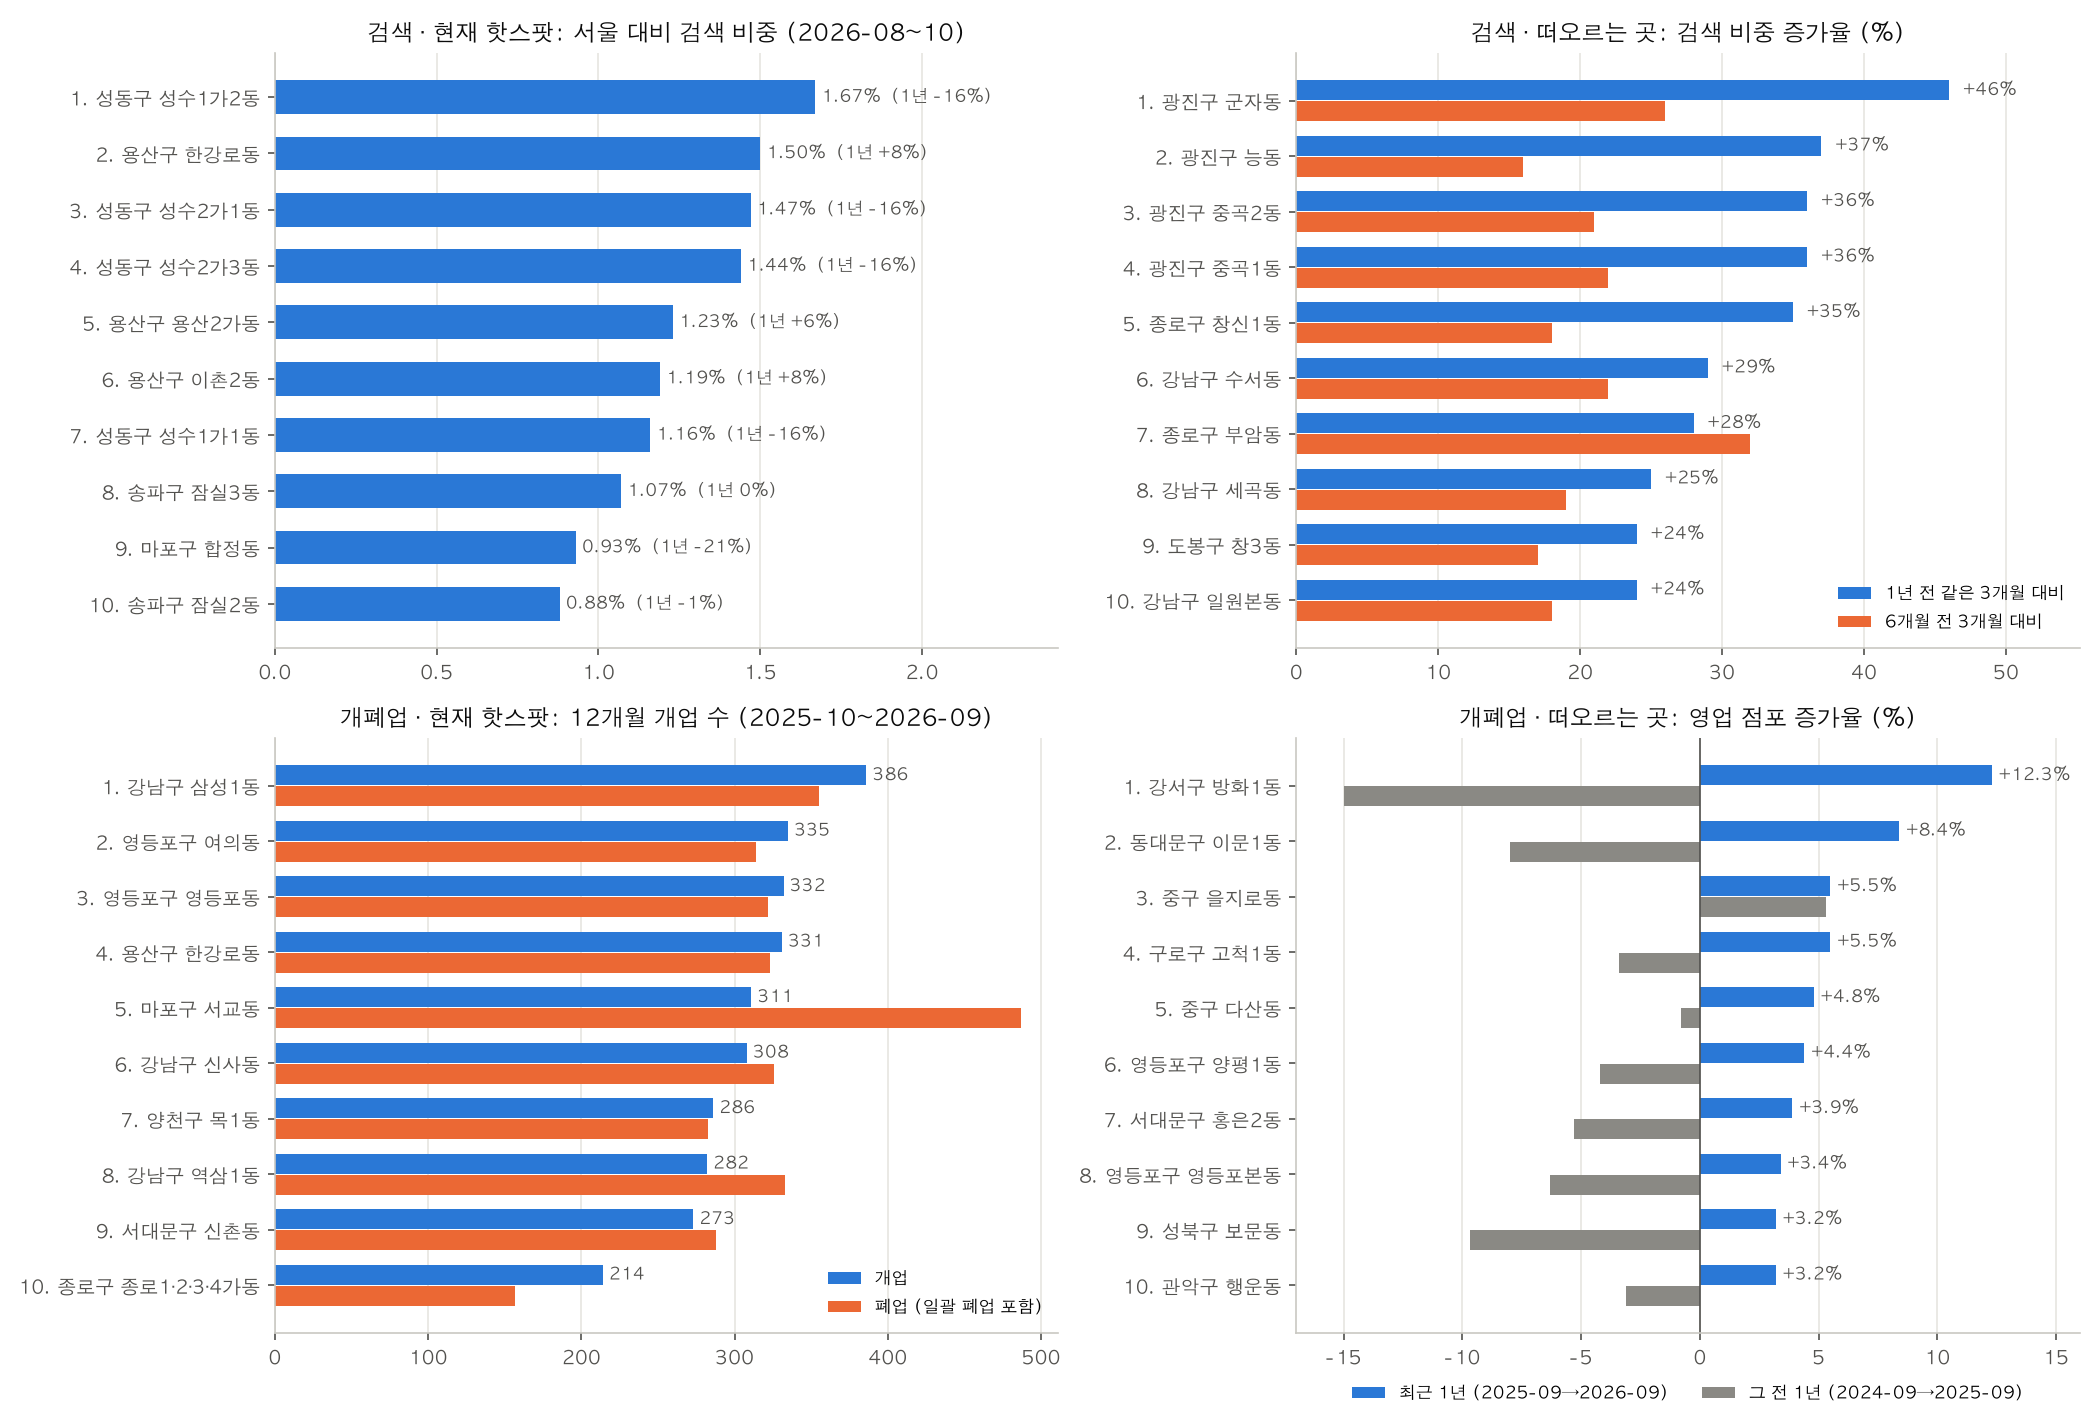 검색 · 현재 핫스팟: 서울 대비 검색 비중 (2026-08~10)
1. 성동구 성수1가2동
1.67% (1년 -16%)
2. 용산구 한강로동
1.50% (1년 +8%)
3. 성동구 성수2가1동
1.47% (1년 -16%)
4. 성동구 성수2가3동
1.44% (1년 -16%)
5. 용산구 용산2가동
1.23% (1년 +6%)
6. 용산구 이촌2동
1.19% (1년 +8%)
7. 성동구 성수1가1동
1.16% (1년 -16%)
8. 송파구 잠실3동
1.07% (1년 0%)
9. 마포구 합정동
0.93% (1년 -21%)
10. 송파구 잠실2동
0.88% (1년 -1%)
0.0 0.5 1.0 1.5 2.0
검색 · 떠오르는 곳: 검색 비중 증가율 (%)
1. 광진구 군자동
+46%
2. 광진구 능동
+37%
3. 광진구 중곡2동
+36%
4. 광진구 중곡1동
+36%
5. 종로구 창신1동
+35%
6. 강남구 수서동
+29%
7. 종로구 부암동
+28%
8. 강남구 세곡동
+25%
9. 도봉구 창3동
+24%
10. 강남구 일원본동
+24%
1년 전 같은 3개월 대비
6개월 전 3개월 대비
0 10 20 30 40 50
개폐업 · 현재 핫스팟: 12개월 개업 수 (2025-10~2026-09)
1. 강남구 삼성1동
386
2. 영등포구 여의동
335
3. 영등포구 영등포동
332
4. 용산구 한강로동
331
5. 마포구 서교동
311
6. 강남구 신사동
308
7. 양천구 목1동
286
8. 강남구 역삼1동
282
9. 서대문구 신촌동
273
10. 종로구 종로1·2·3·4가동
214
개업
폐업 (일괄 폐업 포함)
0 100 200 300 400 500
개폐업 · 떠오르는 곳: 영업 점포 증가율 (%)
1. 강서구 방화1동
+12.3%
2. 동대문구 이문1동
+8.4%
3. 중구 을지로동
+5.5%
4. 구로구 고척1동
+5.5%
5. 중구 다산동
+4.8%
6. 영등포구 양평1동
+4.4%
7. 서대문구 홍은2동
+3.9%
8. 영등포구 영등포본동
+3.4%
9. 성북구 보문동
+3.2%
10. 관악구 행운동
+3.2%
-15 -10 -5 0 5 10 15
최근 1년 (2025-09→2026-09)
그 전 1년 (2024-09→2025-09)